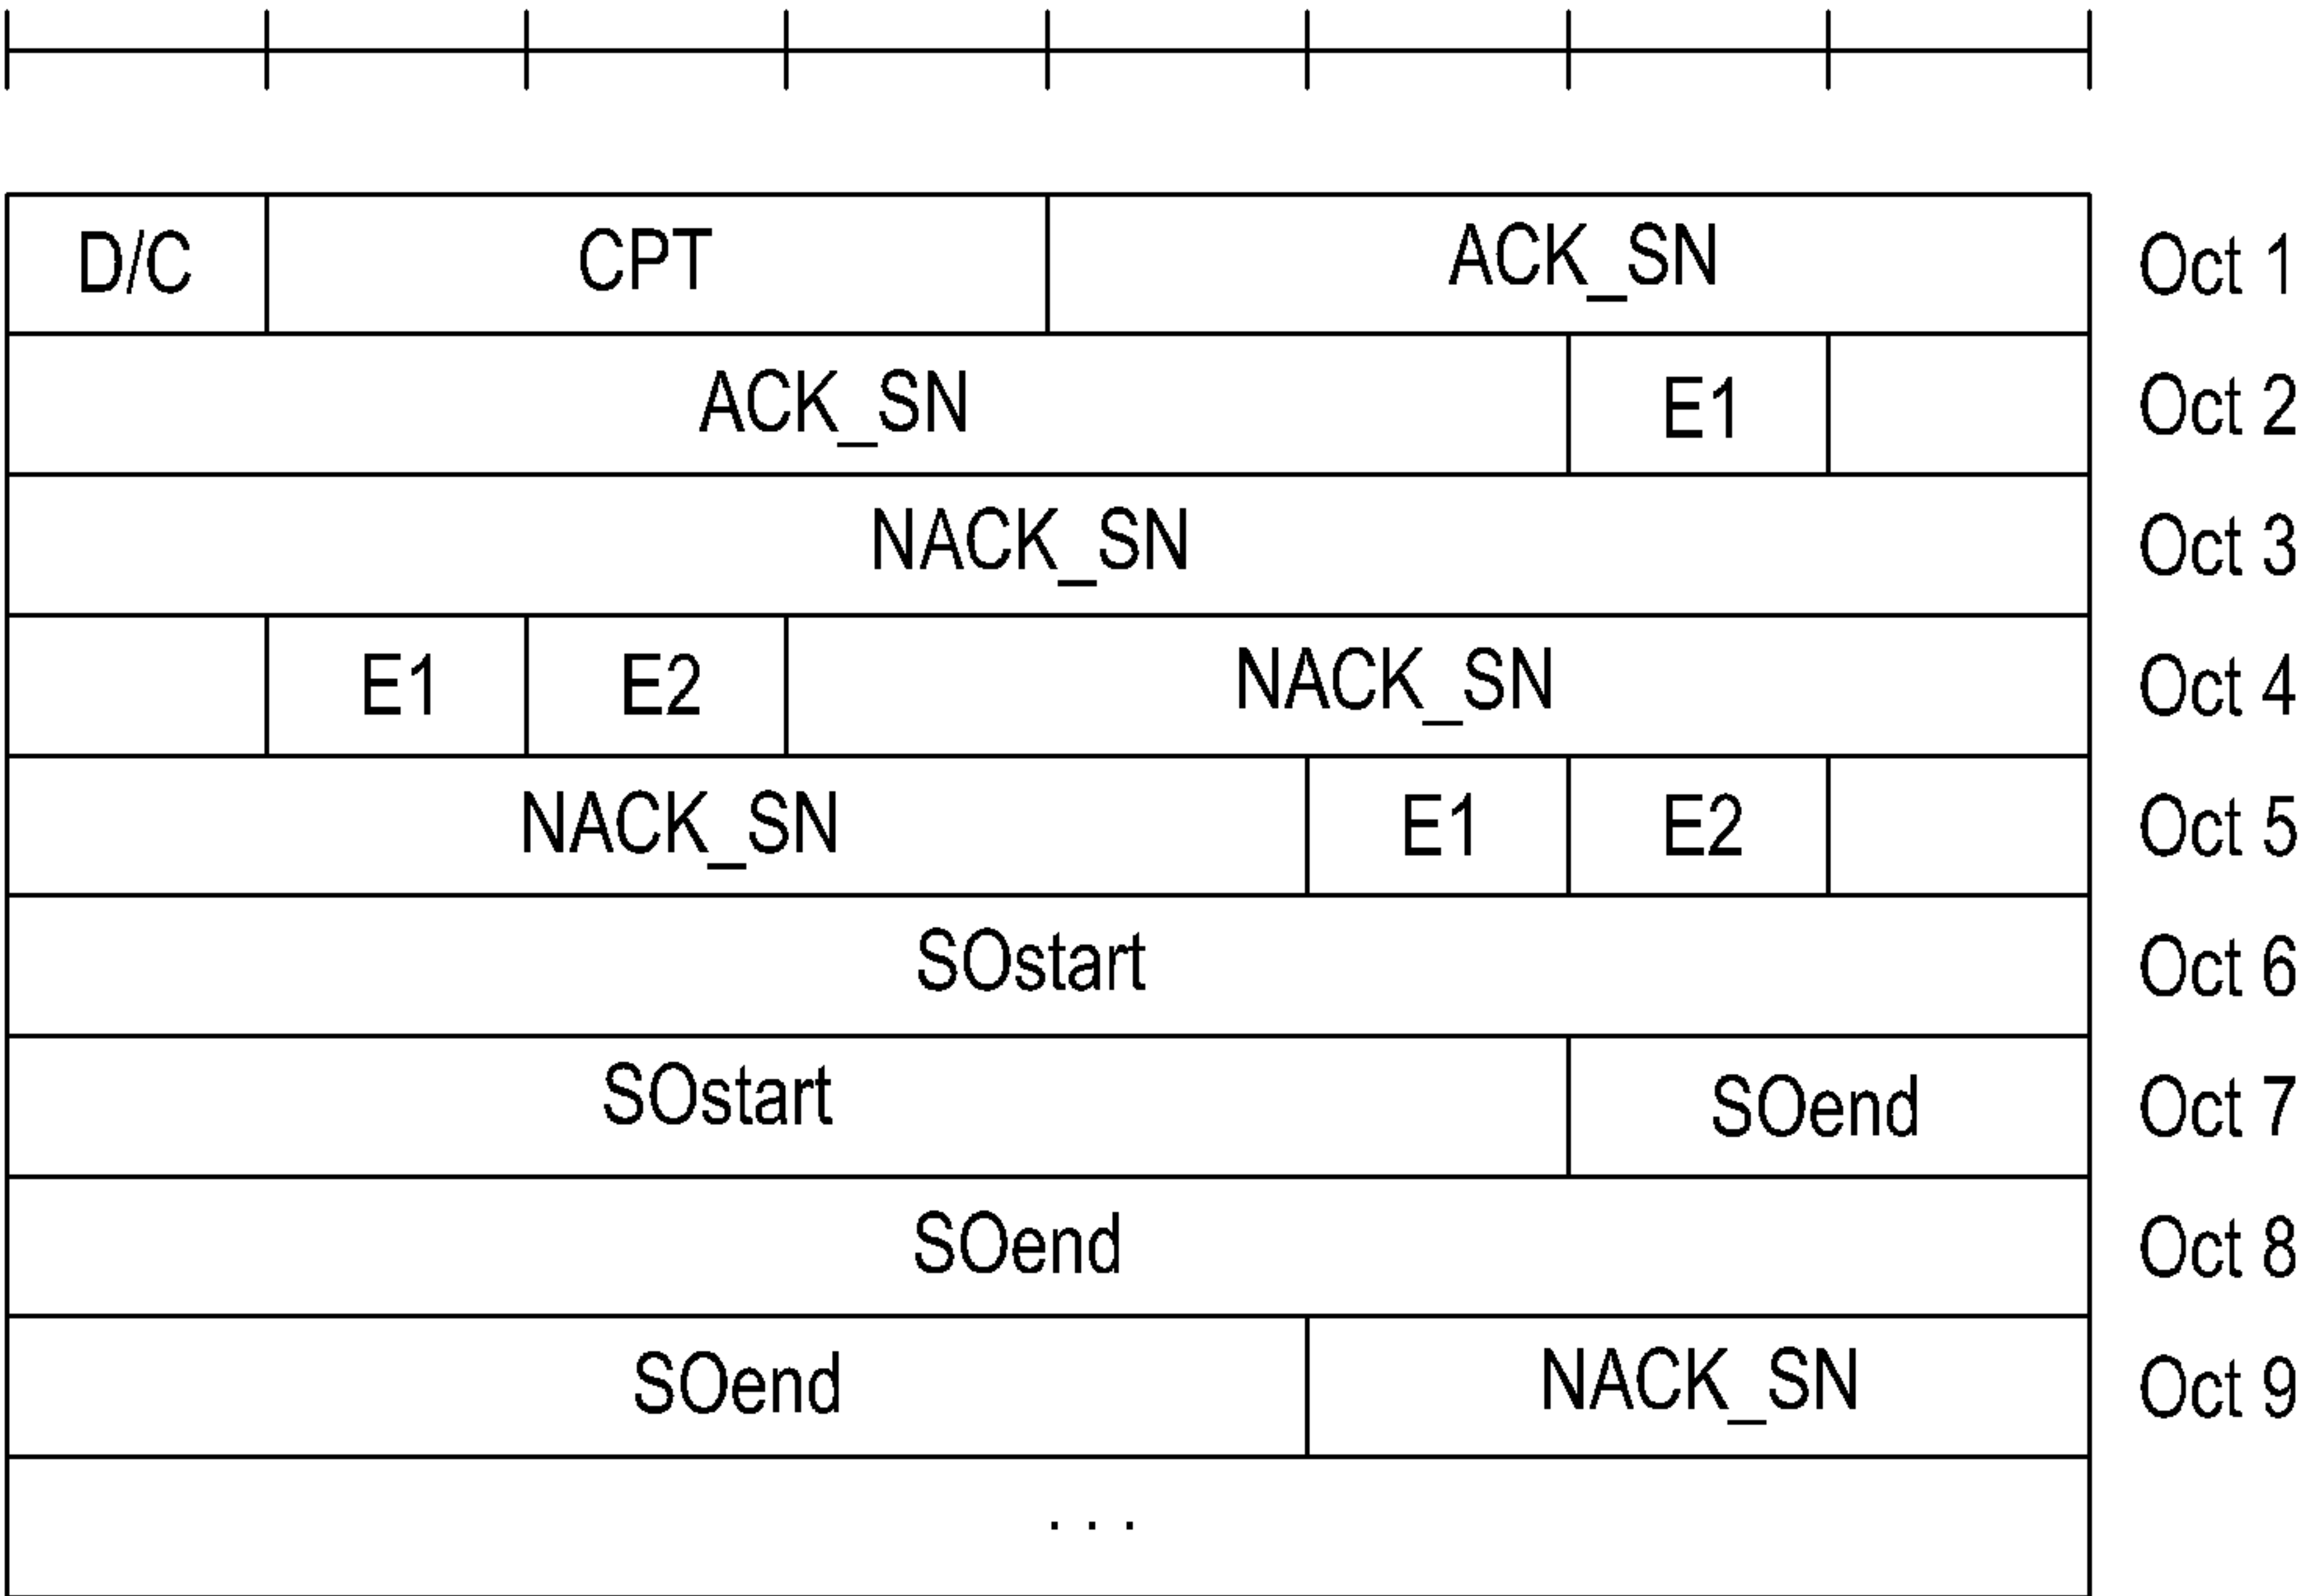 D/C CPT ACK_SN Oct 1
ACK_SN E1 Oct 2
NACK_SN Oct 3
E1 E2 NACK_SN Oct 4
NACK_SN E1 E2 Oct 5
SOstart Oct 6
SOstart SOend Oct 7
SOend Oct 8
SOend NACK_SN Oct 9
. . .